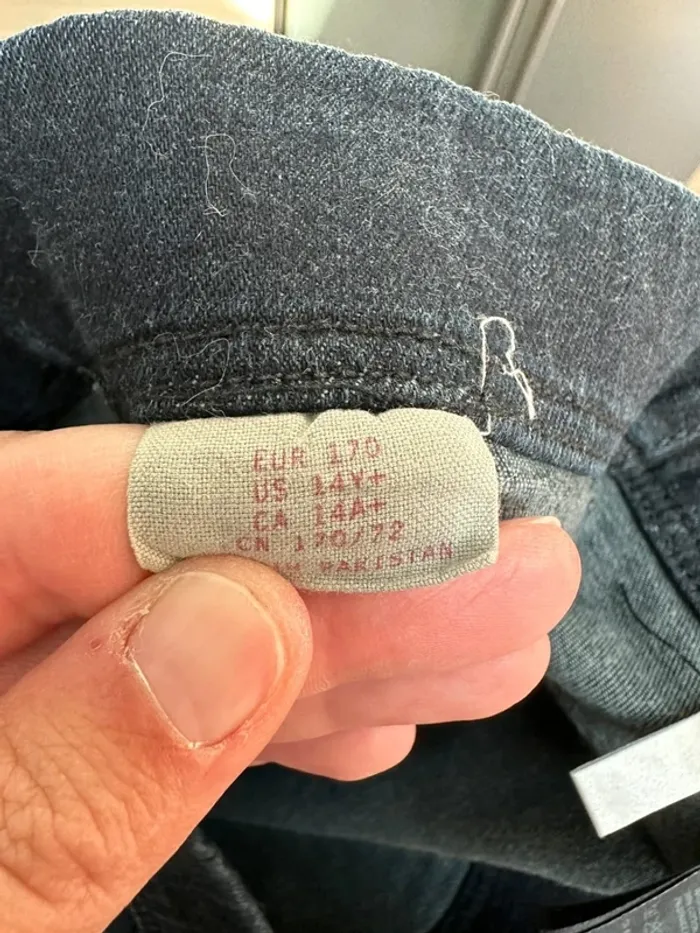 EUR 170
US 14Y+
CA 14A+
CN 170/72
PAKISTAN